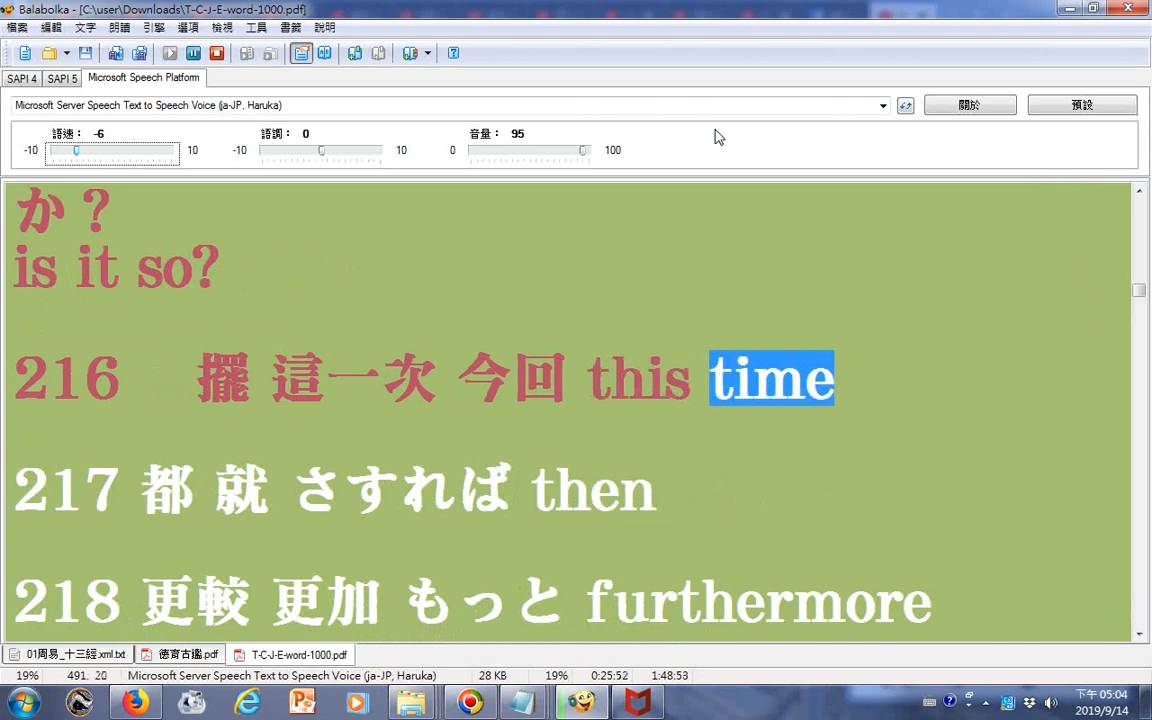 Balabolka - [C:\user\Downloads\T-C-J-E-word-1000.pdf]
檔案 編輯 文字 朗讀 引擎 選項 檢視 工具 書籤 說明
SAPI 4 SAPI 5 Microsoft Speech Platform
Microsoft Server Speech Text to Speech Voice (ja-JP, Haruka) 關於 預設
語速： -6 語調： 0 音量： 95
-10 10 -10 10 0 100
か？
is it so?
216 擺 這一次 今回 this time
217 都 就 さすれば then
218 更較 更加 もっと furthermore
01周易_十三經.xml.txt 德育古鑑.pdf T-C-J-E-word-1000.pdf
19% 491: 20 Microsoft Server Speech Text to Speech Voice (ja-JP, Haruka) 28 KB 19% 0:25:52 1:48:53
下午 05:04
2019/9/14